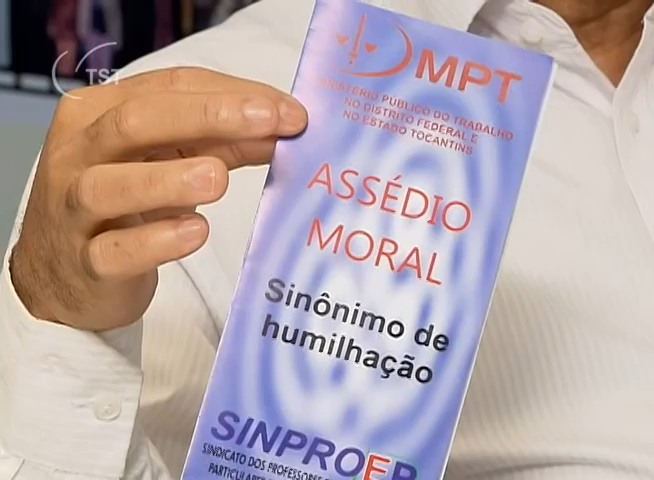 TST
MPT
MINISTÉRIO PÚBLICO DO TRABALHO
NO DISTRITO FEDERAL E
NO ESTADO TOCANTINS
ASSÉDIO
MORAL
Sinônimo de
humilhação
SINPROEP
SINDICATO DOS PROFESSORES